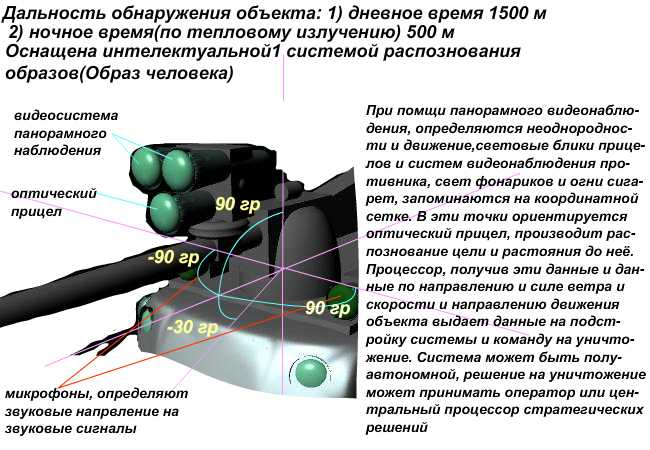 Дальность обнаружения объекта: 1) дневное время 1500 м
2) ночное время(по тепловому излучению) 500 м
Оснащена интелектуальной1 системой распознования
образов(Образ человека)
видеосистема
панорамного
наблюдения
оптический
прицел
90 гр
-90 гр
90 гр
-30 гр
микрофоны, определяют
звуковые напрвление на
звуковые сигналы
При помщи панорамного видеонаблю-
дения, определяются неоднороднос-
ти и движение,световые блики прице-
лов и систем видеонаблюдения про-
тивника, свет фонариков и огни сига-
рет, запоминаются на координатной
сетке. В эти точки ориентируется
оптический прицел, производит рас-
познование цели и растояния до неё.
Процессор, получив эти данные и дан-
ные по направлению и силе ветра и
скорости и направлению движения
объекта выдает данные на подст-
ройку системы и команду на уничто-
жение. Система может быть полу-
автономной, решение на уничтожение
может принимать оператор или цен-
тральный процессор стратегических
решений